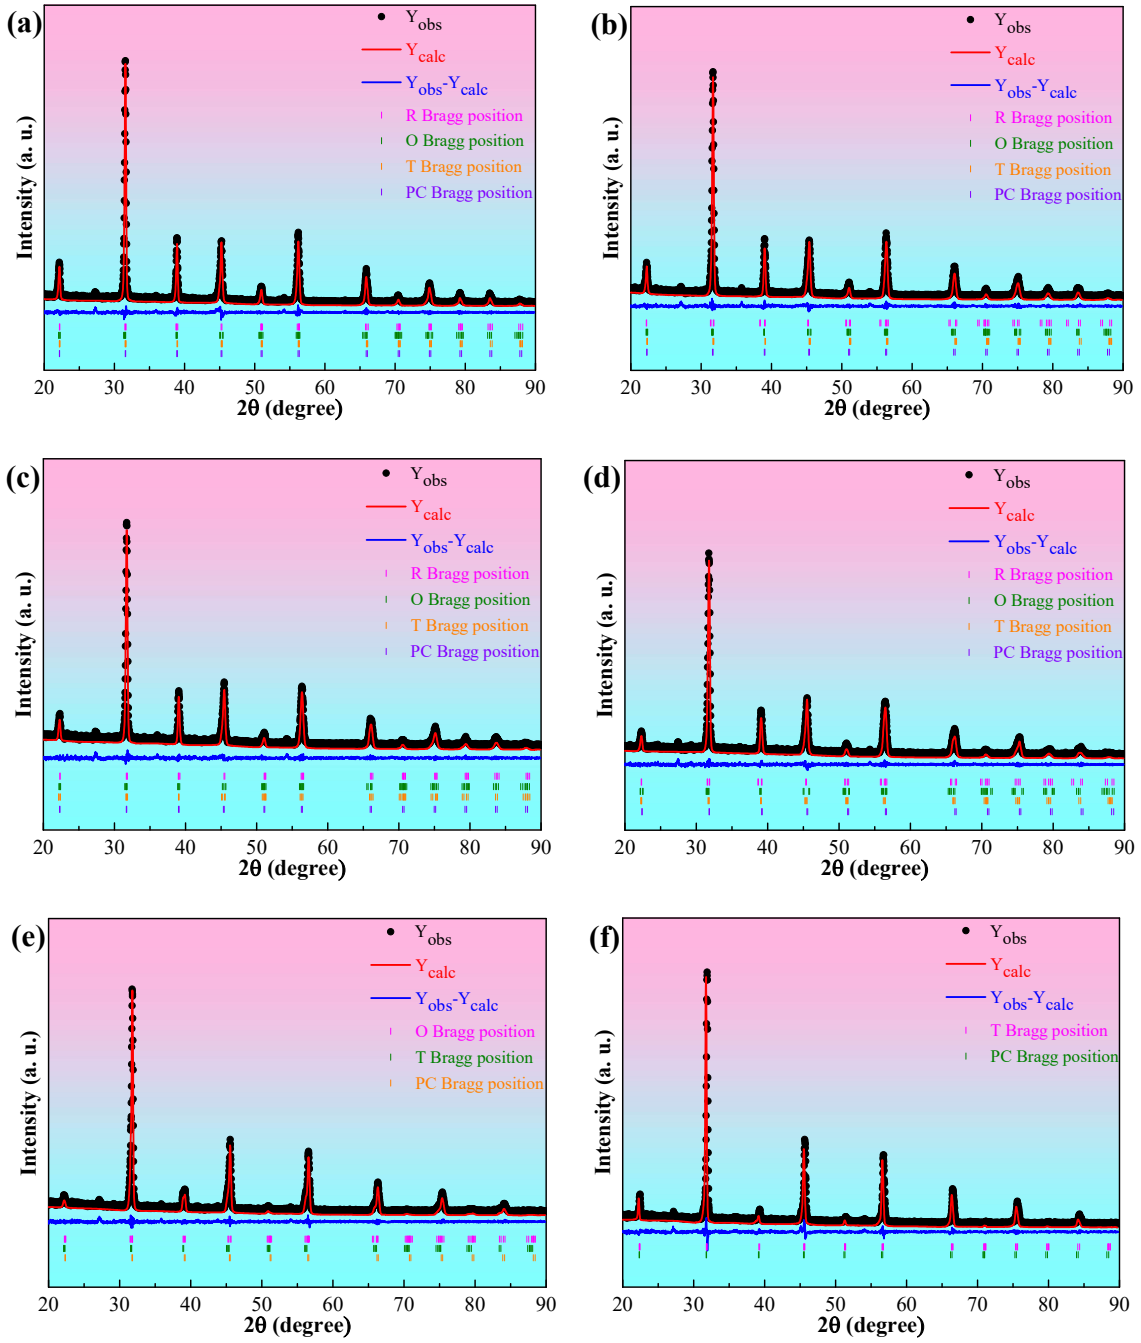 (a)
Y_obs
Y_calc
Y_obs-Y_calc
R Bragg position
O Bragg position
T Bragg position
PC Bragg position
Intensity (a. u.)
20 30 40 50 60 70 80 90
2θ (degree)
(b)
Y_obs
Y_calc
Y_obs-Y_calc
R Bragg position
O Bragg position
T Bragg position
PC Bragg position
Intensity (a. u.)
20 30 40 50 60 70 80 90
2θ (degree)
(c)
Y_obs
Y_calc
Y_obs-Y_calc
R Bragg position
O Bragg position
T Bragg position
PC Bragg position
Intensity (a. u.)
20 30 40 50 60 70 80 90
2θ (degree)
(d)
Y_obs
Y_calc
Y_obs-Y_calc
R Bragg position
O Bragg position
T Bragg position
PC Bragg position
Intensity (a. u.)
20 30 40 50 60 70 80 90
2θ (degree)
(e)
Y_obs
Y_calc
Y_obs-Y_calc
O Bragg position
T Bragg position
PC Bragg position
Intensity (a. u.)
20 30 40 50 60 70 80 90
2θ (degree)
(f)
Y_obs
Y_calc
Y_obs-Y_calc
T Bragg position
PC Bragg position
Intensity (a. u.)
20 30 40 50 60 70 80 90
2θ (degree)